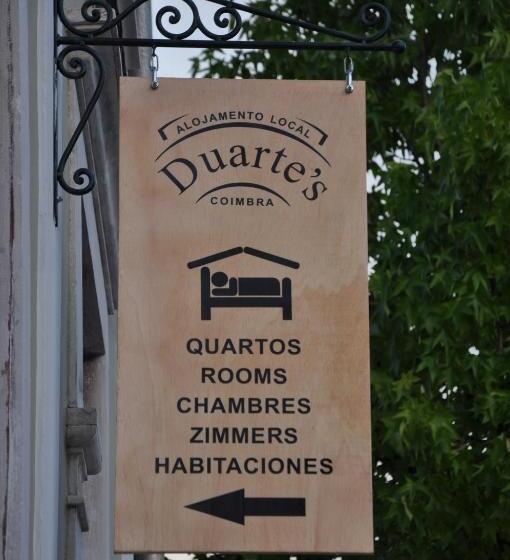 ALOJAMENTO LOCAL
Duarte's
COIMBRA
QUARTOS
ROOMS
CHAMBRES
ZIMMERS
HABITACIONES